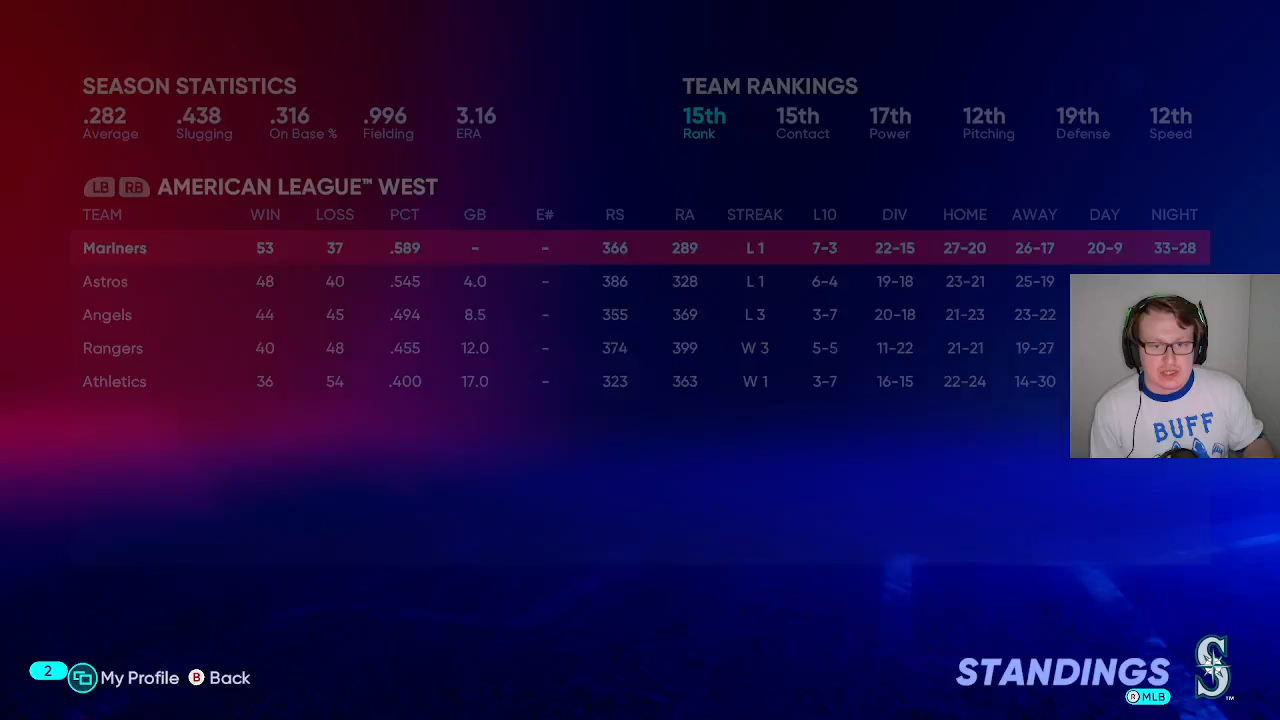 SEASON STATISTICS
.282 .438 .316 .996 3.16
Average Slugging On Base % Fielding ERA
TEAM RANKINGS
15th 15th 17th 12th 19th 12th
Rank Contact Power Pitching Defense Speed
LB RB AMERICAN LEAGUE™ WEST
TEAM WIN LOSS PCT GB E# RS RA STREAK L10 DIV HOME AWAY DAY NIGHT
Mariners 53 37 .589 - - 366 289 L 1 7-3 22-15 27-20 26-17 20-9 33-28
Astros 48 40 .545 4.0 - 386 328 L 1 6-4 19-18 23-21 25-19
Angels 44 45 .494 8.5 - 355 369 L 3 3-7 20-18 21-23 23-22
Rangers 40 48 .455 12.0 - 374 399 W 3 5-5 11-22 21-21 19-27
Athletics 36 54 .400 17.0 - 323 363 W 1 3-7 16-15 22-24 14-30
BUFF
2 My Profile B Back
STANDINGS
R MLB
S ™